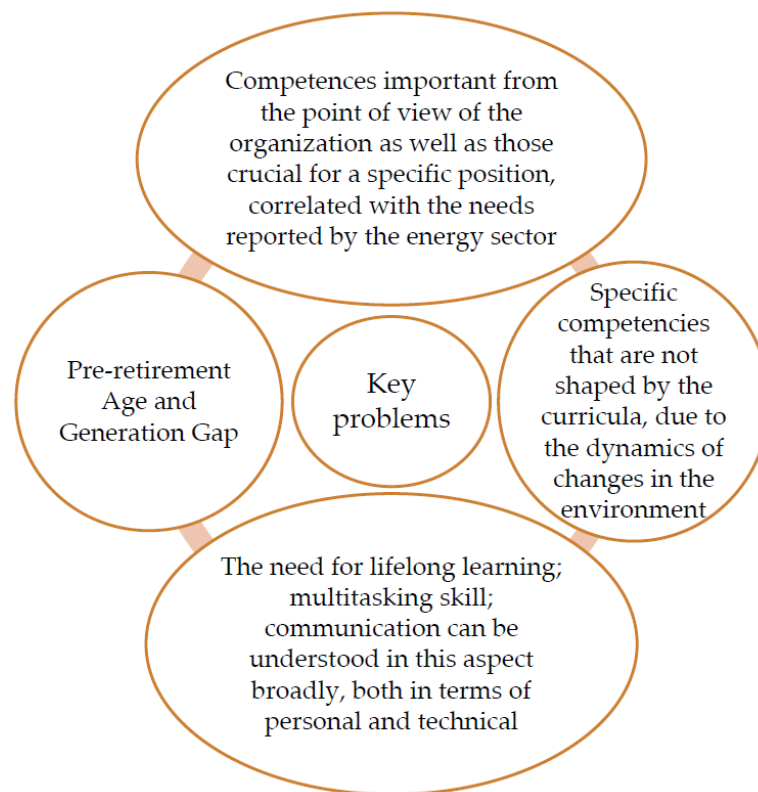 Competences important from
the point of view of the
organization as well as those
crucial for a specific position,
correlated with the needs
reported by the energy sector
Pre-retirement
Age and
Generation Gap
Key
problems
Specific
competencies
that are not
shaped by the
curricula, due to
the dynamics of
changes in the
environment
The need for lifelong learning;
multitasking skill;
communication can be
understood in this aspect
broadly, both in terms of
personal and technical